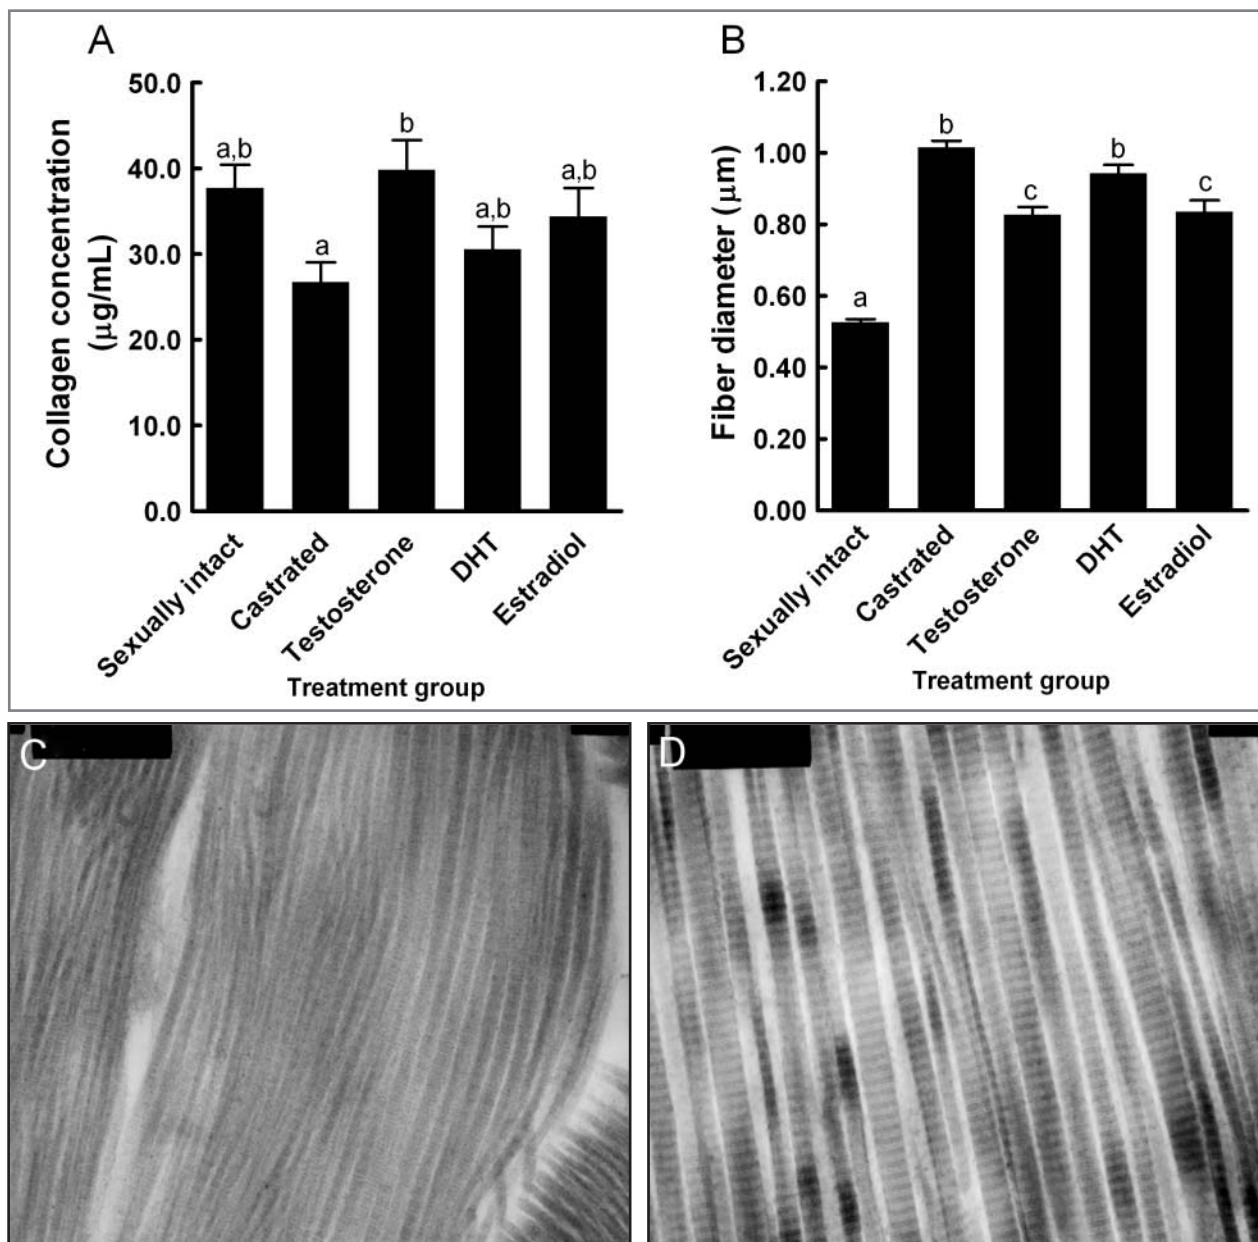 A
Collagen concentration
(μg/mL)
50.0
40.0
30.0
20.0
10.0
0.0
a,b
a
b
a,b
a,b
Sexually intact
Castrated
Testosterone
DHT
Estradiol
Treatment group
B
Fiber diameter (μm)
1.20
1.00
0.80
0.60
0.40
0.20
0.00
a
b
c
b
c
Sexually intact
Castrated
Testosterone
DHT
Estradiol
Treatment group
C
D